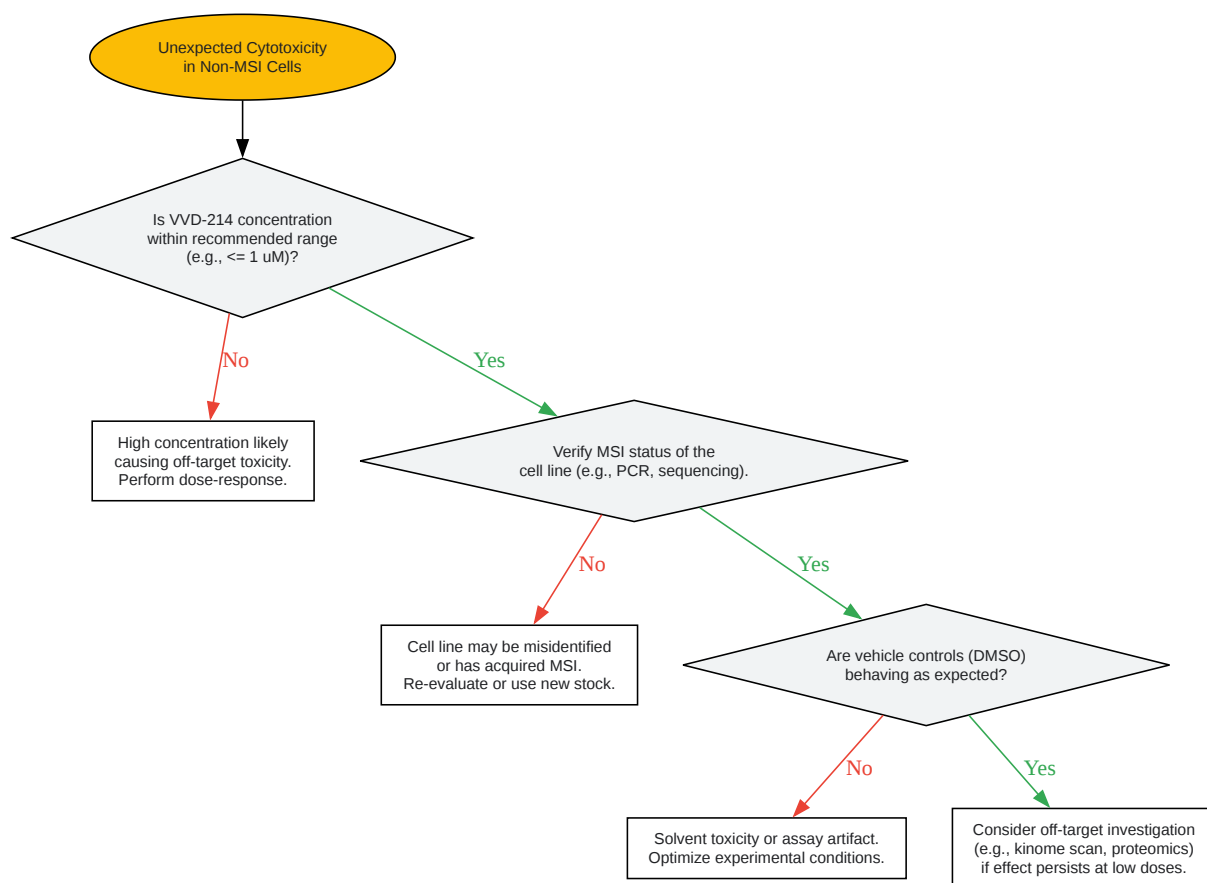 Unexpected Cytotoxicity
in Non-MSI Cells
Is VVD-214 concentration
within recommended range
(e.g., <= 1 uM)?
No
Yes
High concentration likely
causing off-target toxicity.
Perform dose-response.
Verify MSI status of the
cell line (e.g., PCR, sequencing).
No
Yes
Cell line may be misidentified
or has acquired MSI.
Re-evaluate or use new stock.
Are vehicle controls (DMSO)
behaving as expected?
No
Yes
Solvent toxicity or assay artifact.
Optimize experimental conditions.
Consider off-target investigation
(e.g., kinome scan, proteomics)
if effect persists at low doses.